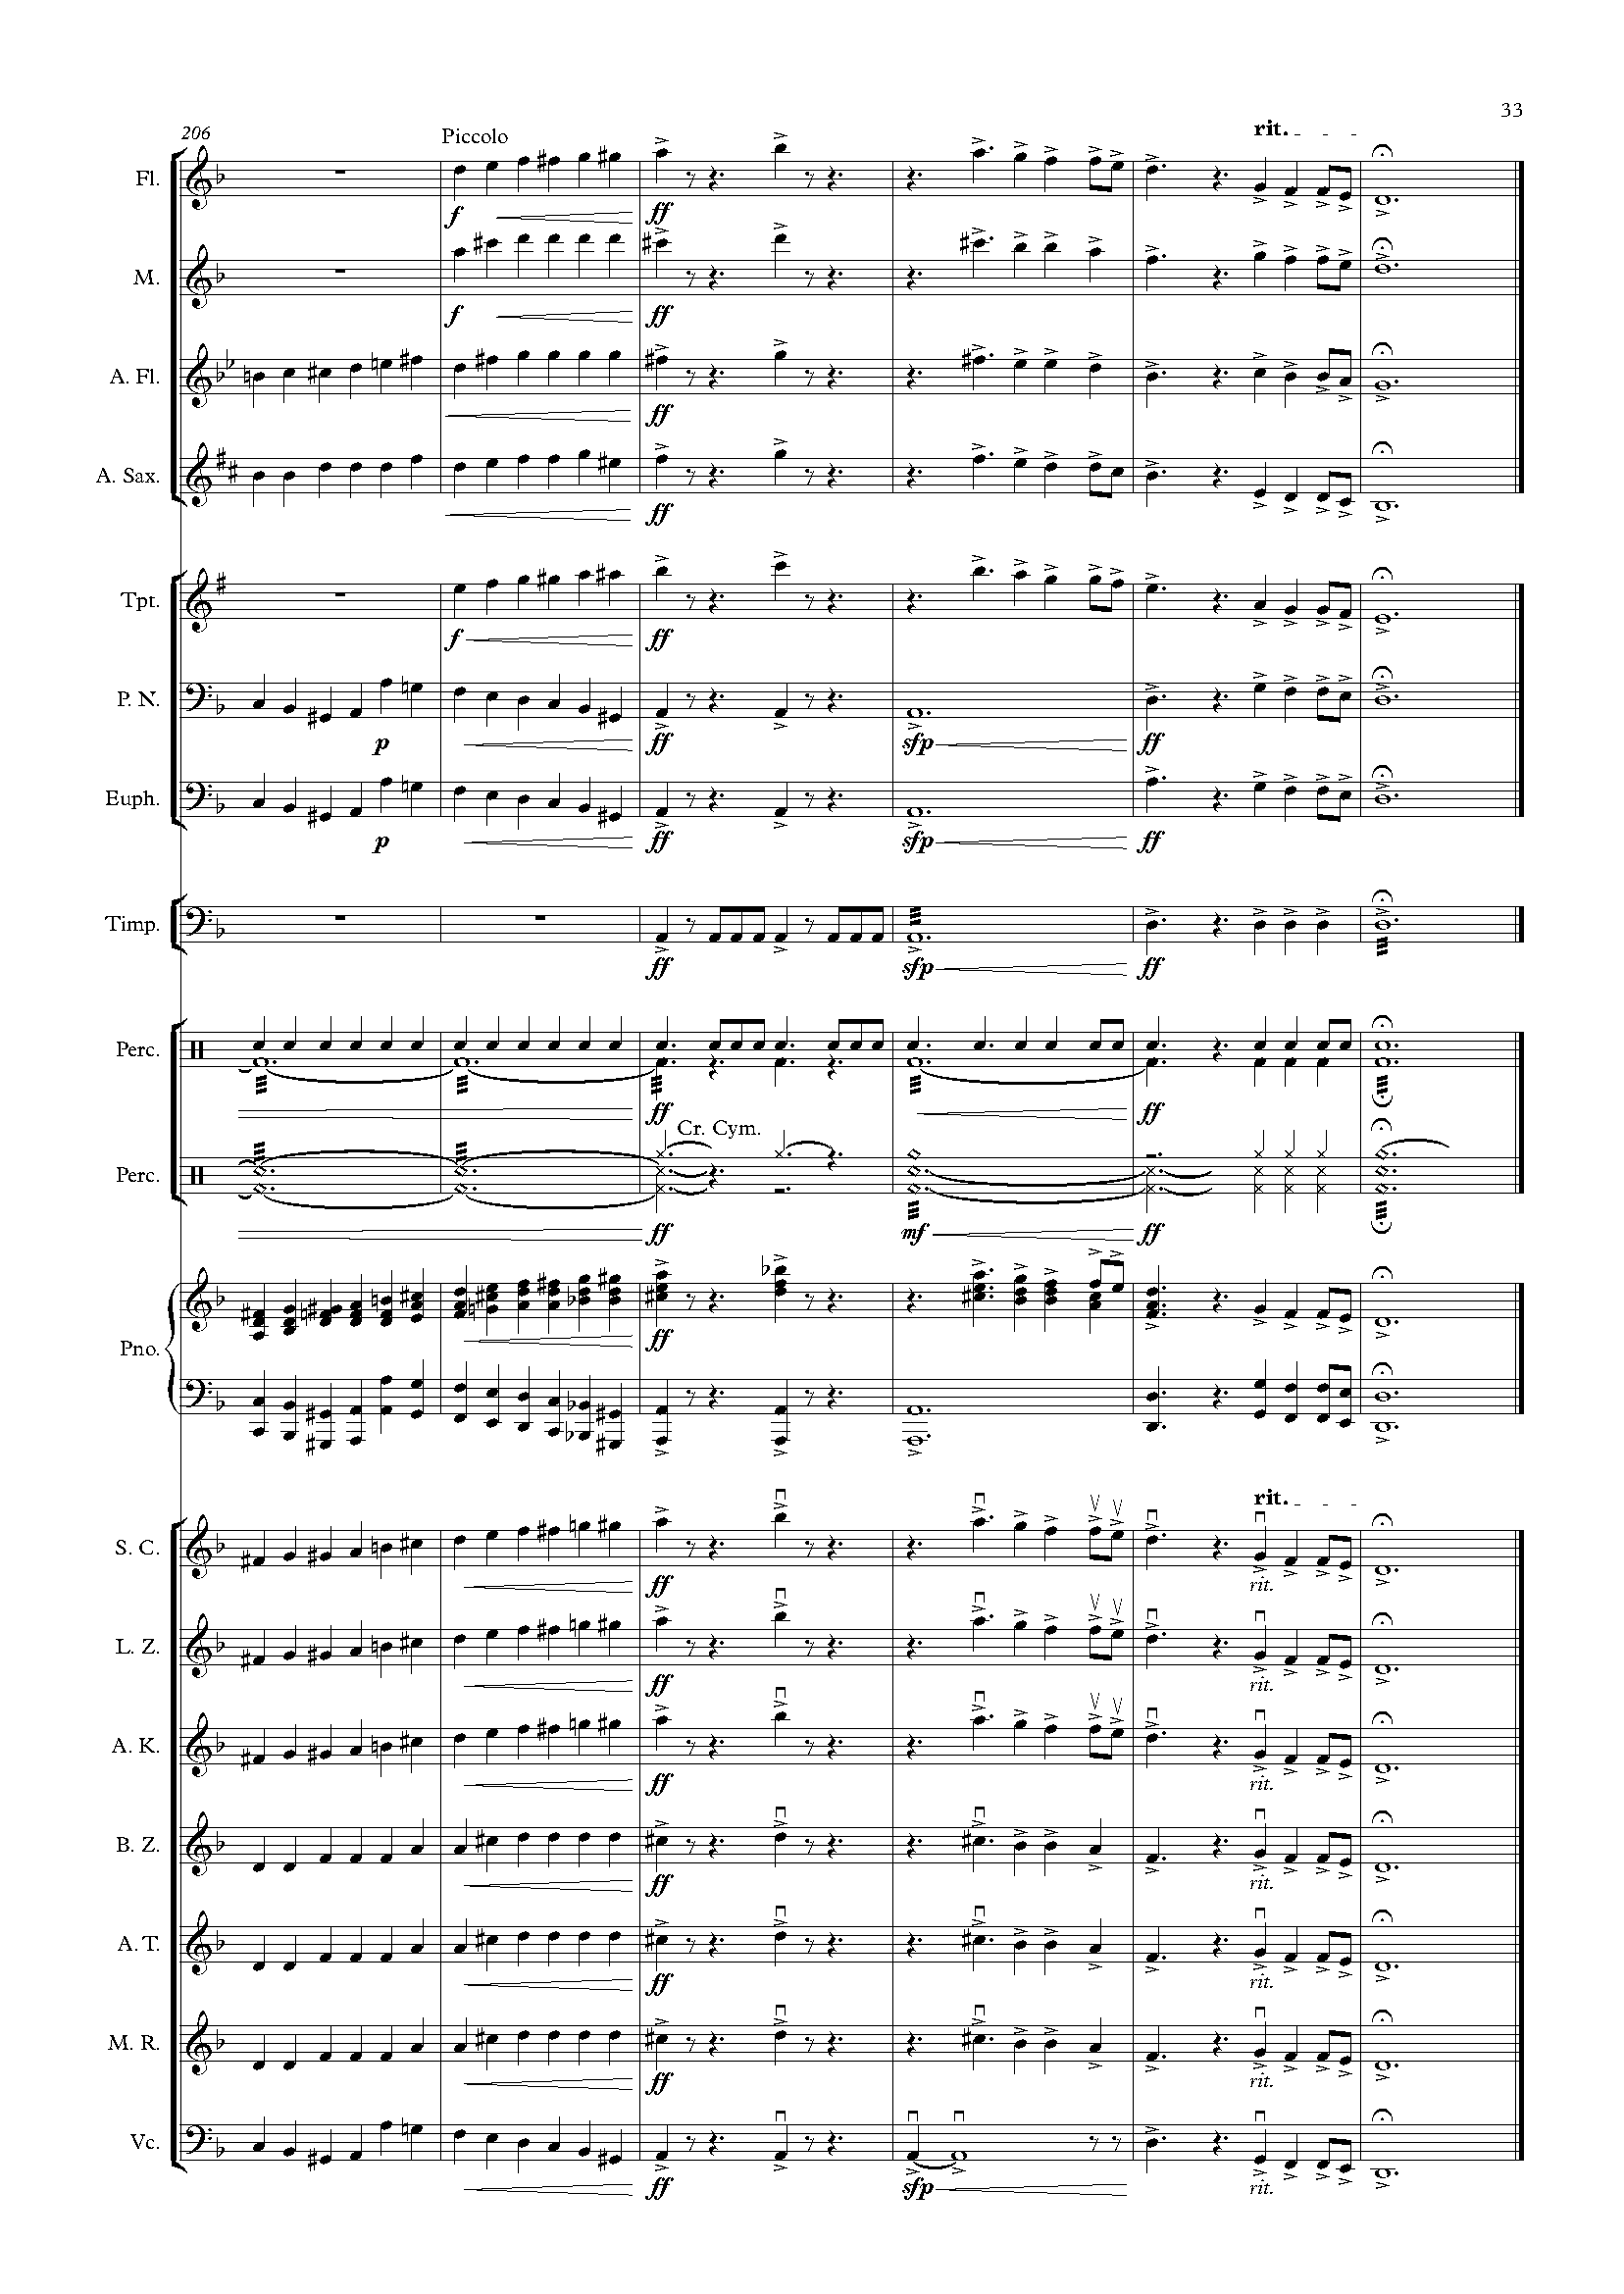 33
206
rit.
Piccolo
Fl.
f
ff
M.
f
ff
A. Fl.
ff
A. Sax.
ff
Tpt.
f
ff
P. N.
p
ff
sfp
ff
Euph.
p
ff
sfp
ff
Timp.
ff
sfp
ff
Perc.
ff
ff
Cr. Cym.
Perc.
ff
mf
ff
Pno.
ff
rit.
S. C.
ff
rit.
L. Z.
ff
rit.
A. K.
ff
rit.
B. Z.
ff
rit.
A. T.
ff
rit.
M. R.
ff
rit.
Vc.
ff
sfp
rit.